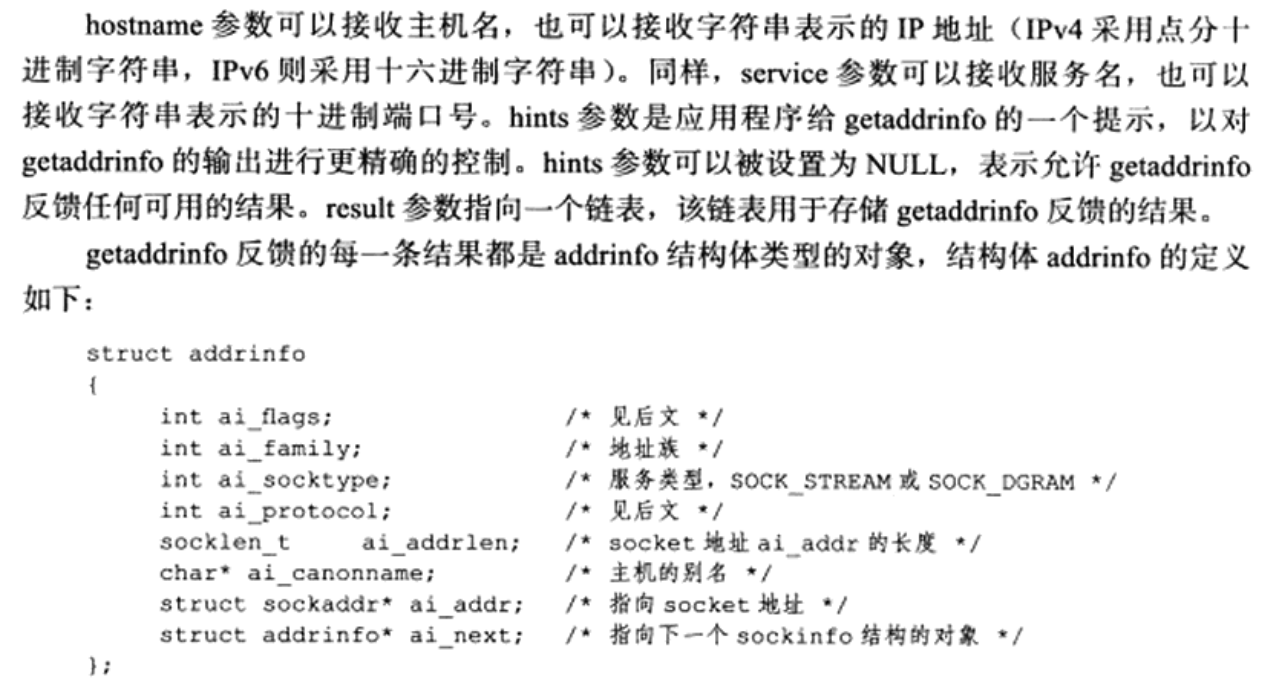 hostname 参数可以接收主机名，也可以接收字符串表示的 IP 地址（IPv4 采用点分十
进制字符串，IPv6 则采用十六进制字符串）。同样，service 参数可以接收服务名，也可以
接收字符串表示的十进制端口号。hints 参数是应用程序给 getaddrinfo 的一个提示，以对
getaddrinfo 的输出进行更精确的控制。hints 参数可以被设置为 NULL，表示允许 getaddrinfo
反馈任何可用的结果。result 参数指向一个链表，该链表用于存储 getaddrinfo 反馈的结果。
getaddrinfo 反馈的每一条结果都是 addrinfo 结构体类型的对象，结构体 addrinfo 的定义
如下：
struct addrinfo
{
int ai_flags; /* 见后文 */
int ai_family; /* 地址族 */
int ai_socktype; /* 服务类型，SOCK_STREAM 或 SOCK_DGRAM */
int ai_protocol; /* 见后文 */
socklen_t ai_addrlen; /* socket 地址 ai_addr 的长度 */
char* ai_canonname; /* 主机的别名 */
struct sockaddr* ai_addr; /* 指向 socket 地址 */
struct addrinfo* ai_next; /* 指向下一个 sockinfo 结构的对象 */
};